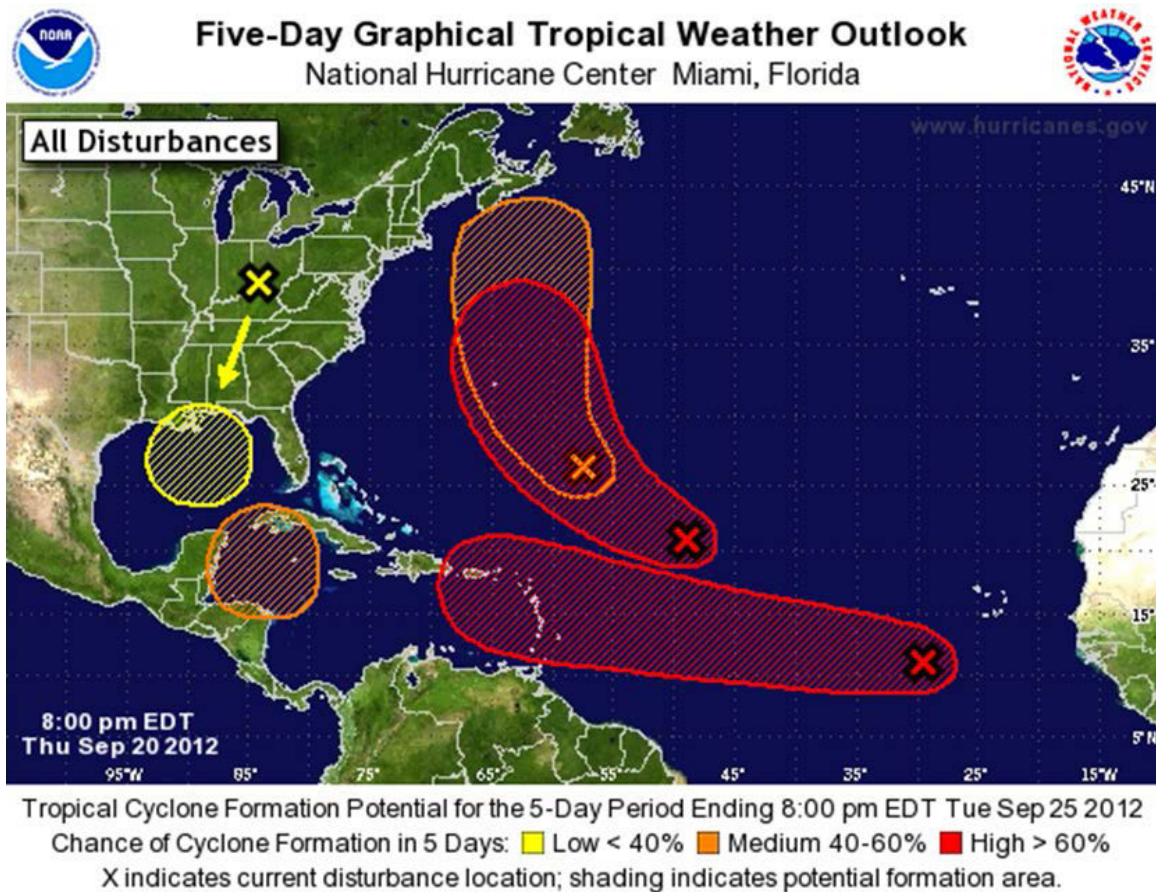 Five-Day Graphical Tropical Weather Outlook
National Hurricane Center Miami, Florida
NOAA
All Disturbances
www.hurricanes.gov
45°N
35°
25°
15°
5°N
8:00 pm EDT
Thu Sep 20 2012
95°W 85° 75° 65° 55° 45° 35° 25° 15°W
Tropical Cyclone Formation Potential for the 5-Day Period Ending 8:00 pm EDT Tue Sep 25 2012
Chance of Cyclone Formation in 5 Days: Low < 40% Medium 40-60% High > 60%
X indicates current disturbance location; shading indicates potential formation area.